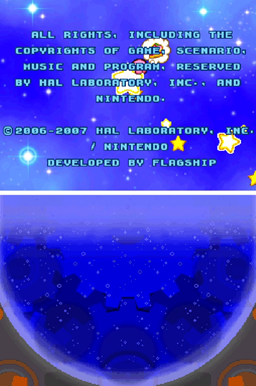 ALL RIGHTS, INCLUDING THE
COPYRIGHTS OF GAME, SCENARIO,
MUSIC AND PROGRAM, RESERVED
BY HAL LABORATORY, INC., AND
NINTENDO.
©2006-2007 HAL LABORATORY, INC.
/ NINTENDO
DEVELOPED BY FLAGSHIP